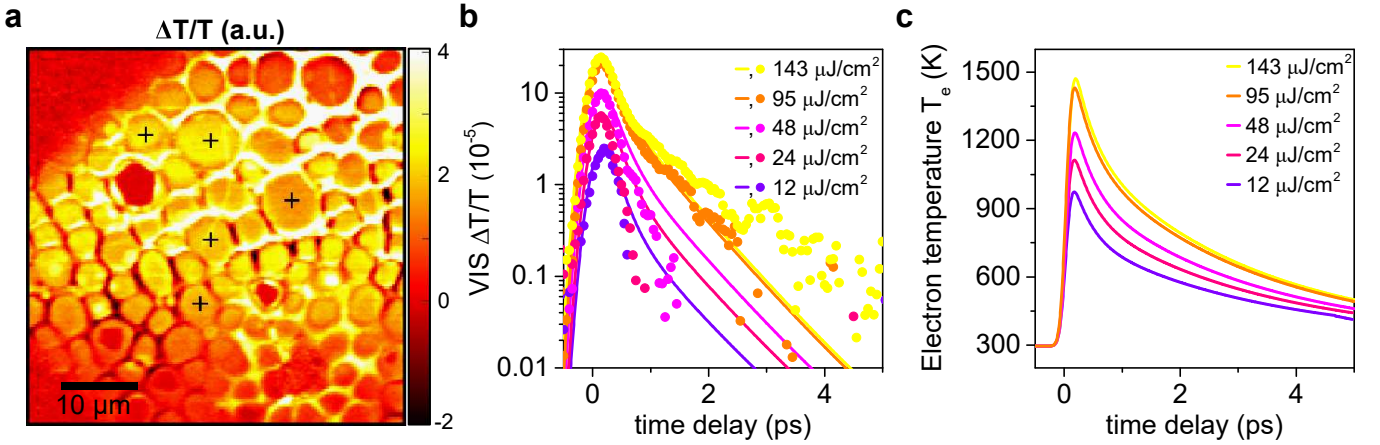 a
ΔT/T (a.u.)
4
2
0
-2
10 μm
b
VIS ΔT/T (10⁻⁵)
10
1
0.1
0.01
0
2
4
time delay (ps)
, 143 μJ/cm²
, 95 μJ/cm²
, 48 μJ/cm²
, 24 μJ/cm²
, 12 μJ/cm²
c
Electron temperature Tₑ (K)
1500
1200
900
600
300
0
2
4
time delay (ps)
143 μJ/cm²
95 μJ/cm²
48 μJ/cm²
24 μJ/cm²
12 μJ/cm²